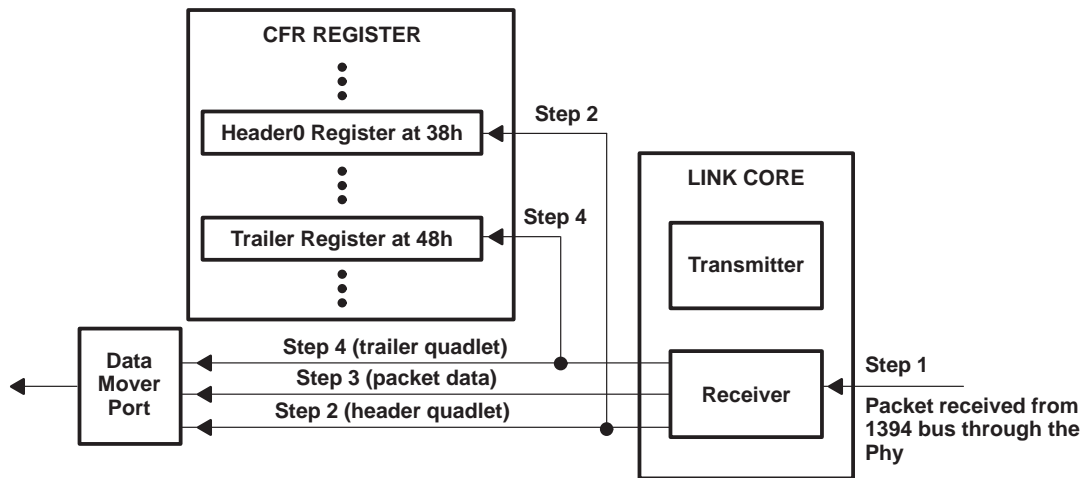 CFR REGISTER
Header0 Register at 38h
Trailer Register at 48h
Step 2
Step 4
LINK CORE
Transmitter
Receiver
Step 1
Packet received from
1394 bus through the
Phy
Step 4 (trailer quadlet)
Step 3 (packet data)
Step 2 (header quadlet)
Data
Mover
Port